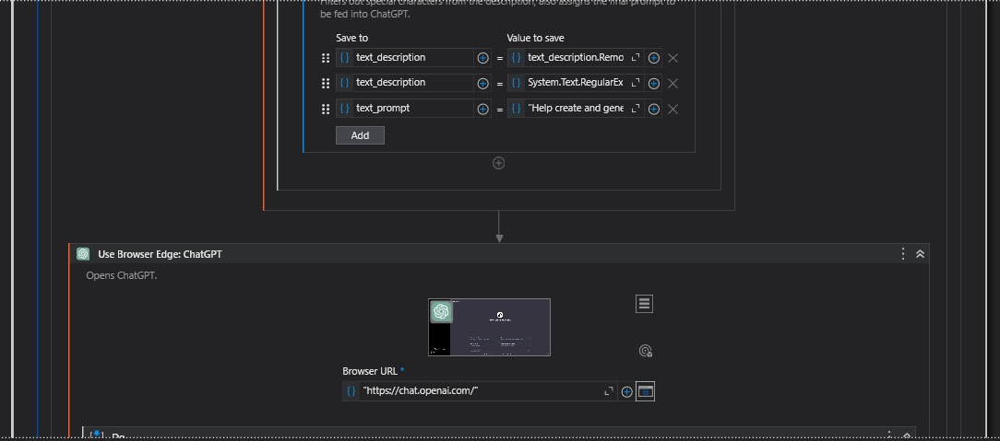 Filters out special characters from the description, also assigns the final prompt to
be fed into ChatGPT.
Save to
Value to save
text_description
=
text_description.Remo
text_description
=
System.Text.RegularEx
text_prompt
=
"Help create and gene
Add
Use Browser Edge: ChatGPT
Opens ChatGPT.
Browser URL *
"https://chat.openai.com/"
Do